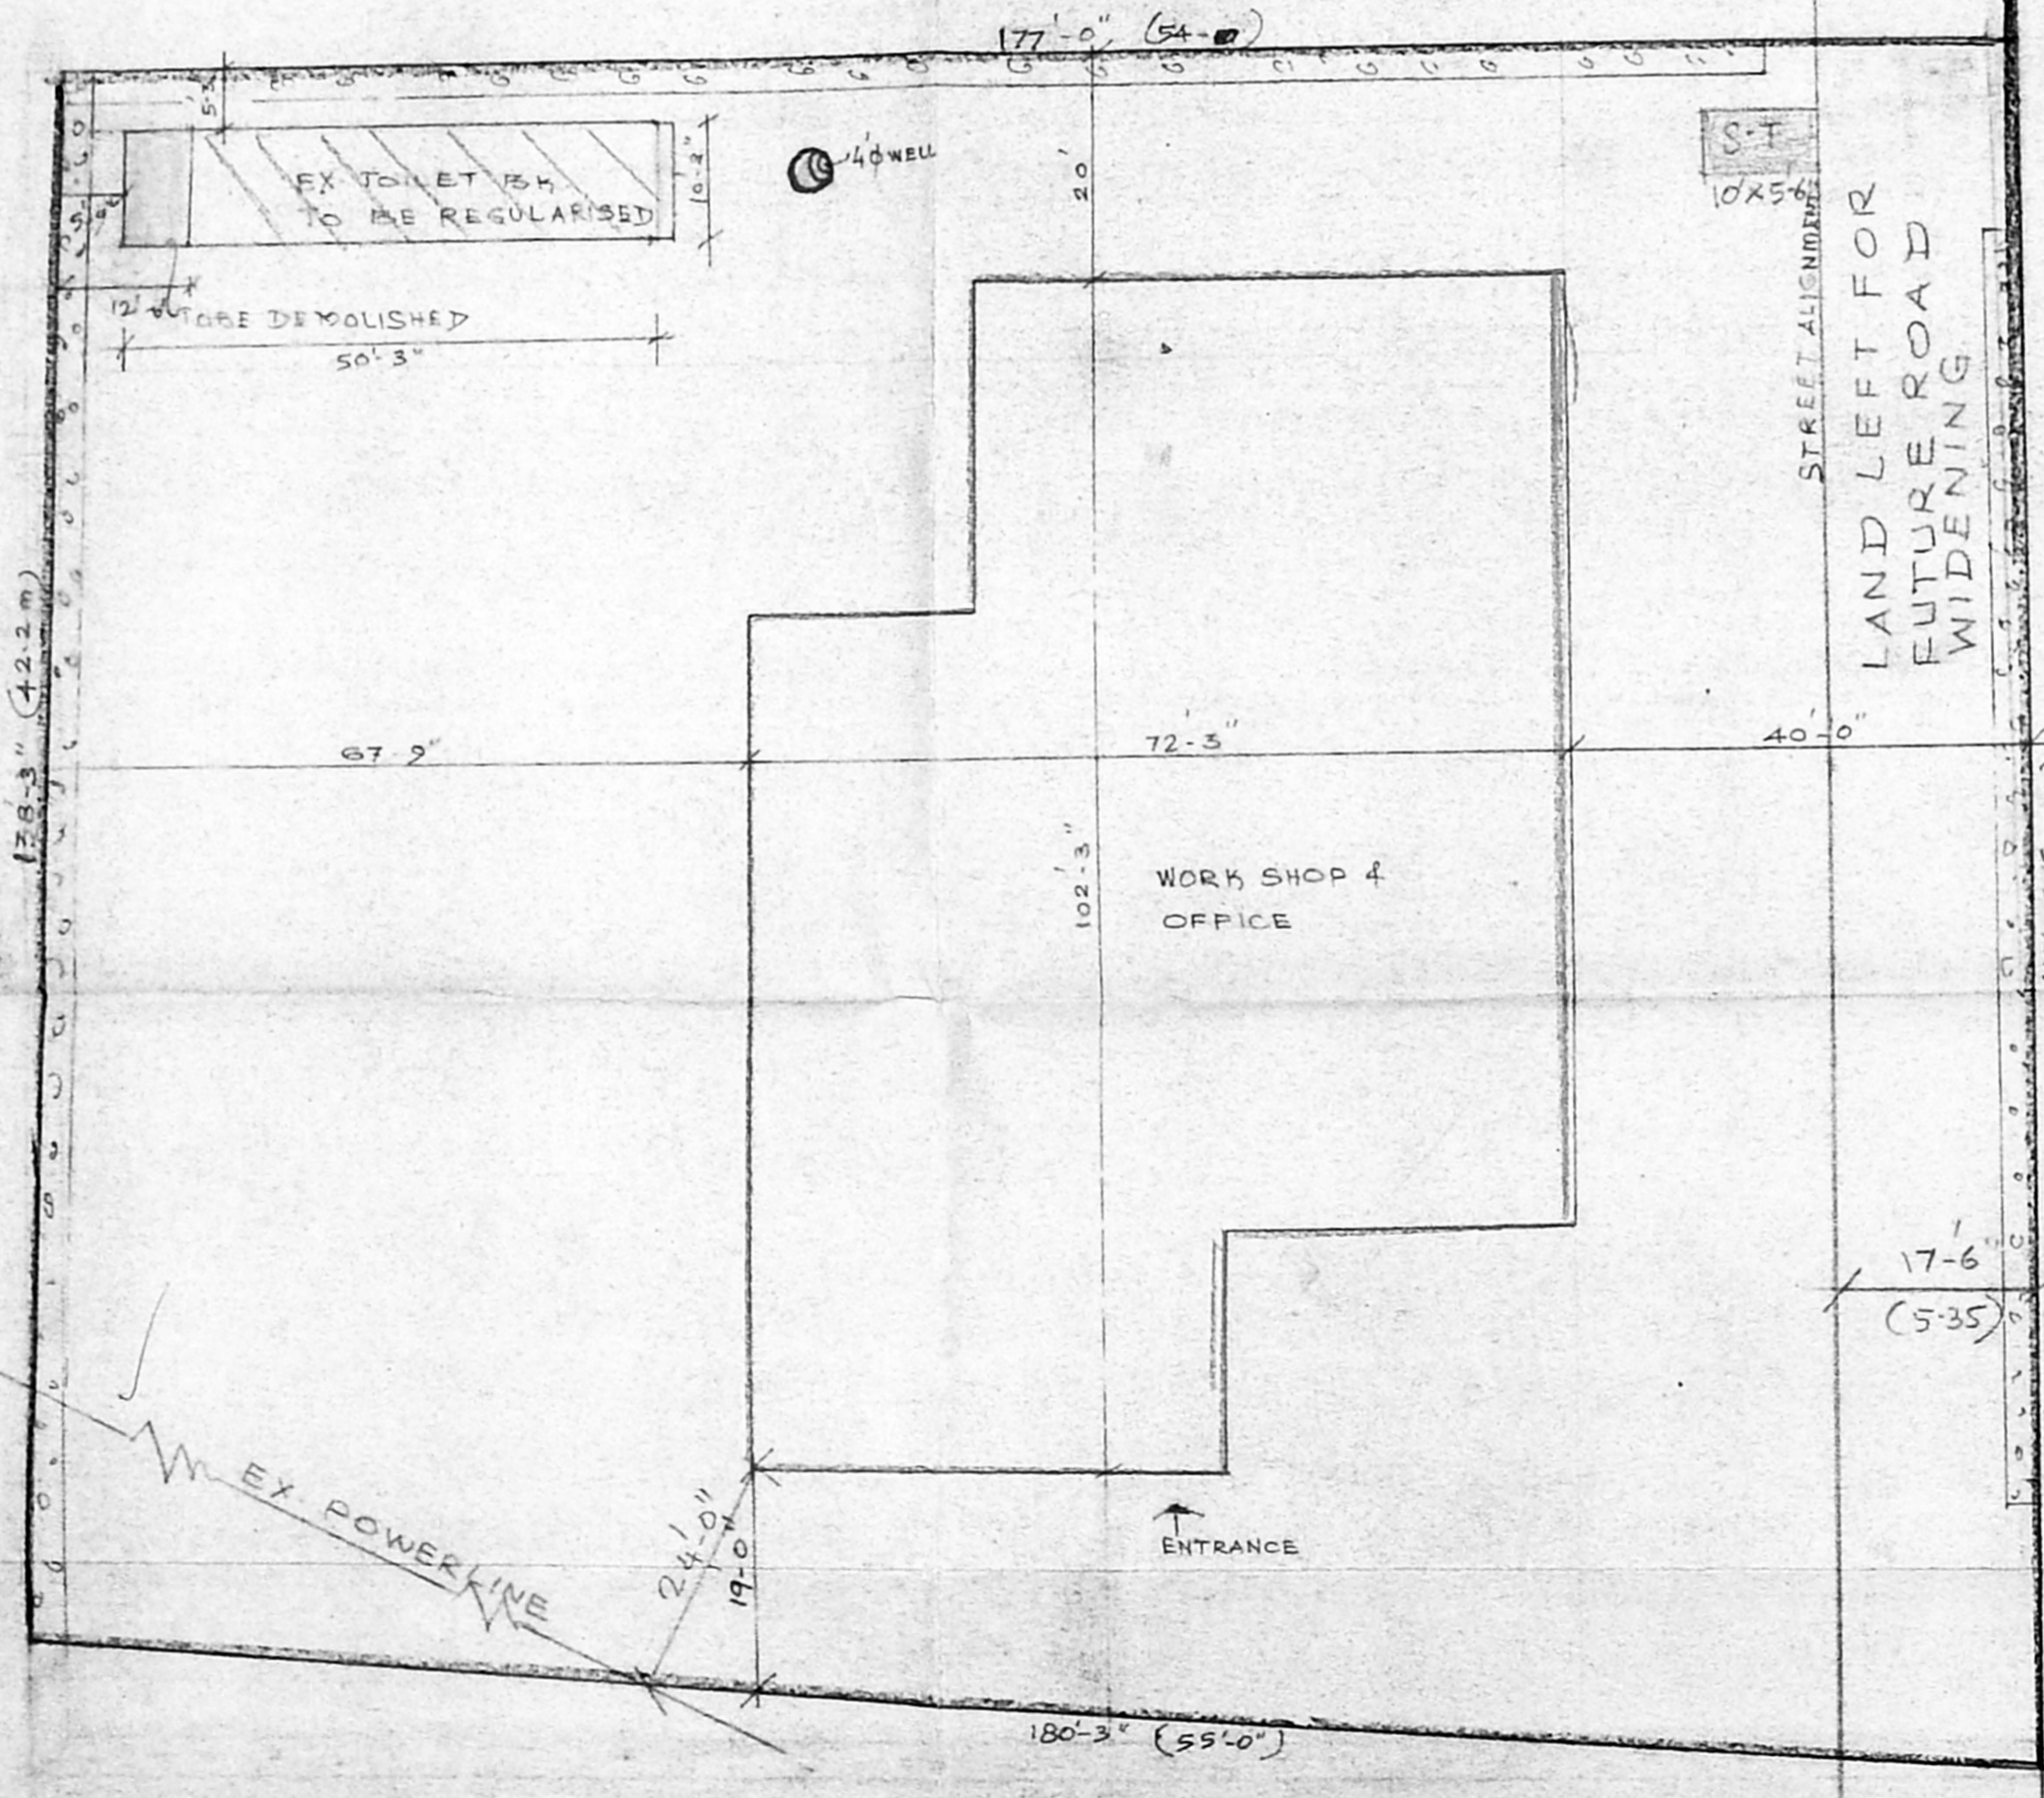 177'-0" (54-
5-3
4'Ø WELL
20'
S.T
10'X5-6
EX. TOILET BK
TO BE REGULARISED
10'-2"
12'-
TO BE DEMOLISHED
50'-3"
STREET ALIGNMENT
LAND LEFT FOR
FUTURE ROAD
WIDENING
138'-3" (42.2m)
67-9"
72'-3"
40'-0"
102'-3"
WORK SHOP &
OFFICE
17'-6
(5.35)
EX. POWERLINE
24'-0"
19-0"
ENTRANCE
180'-3" (55'-0")